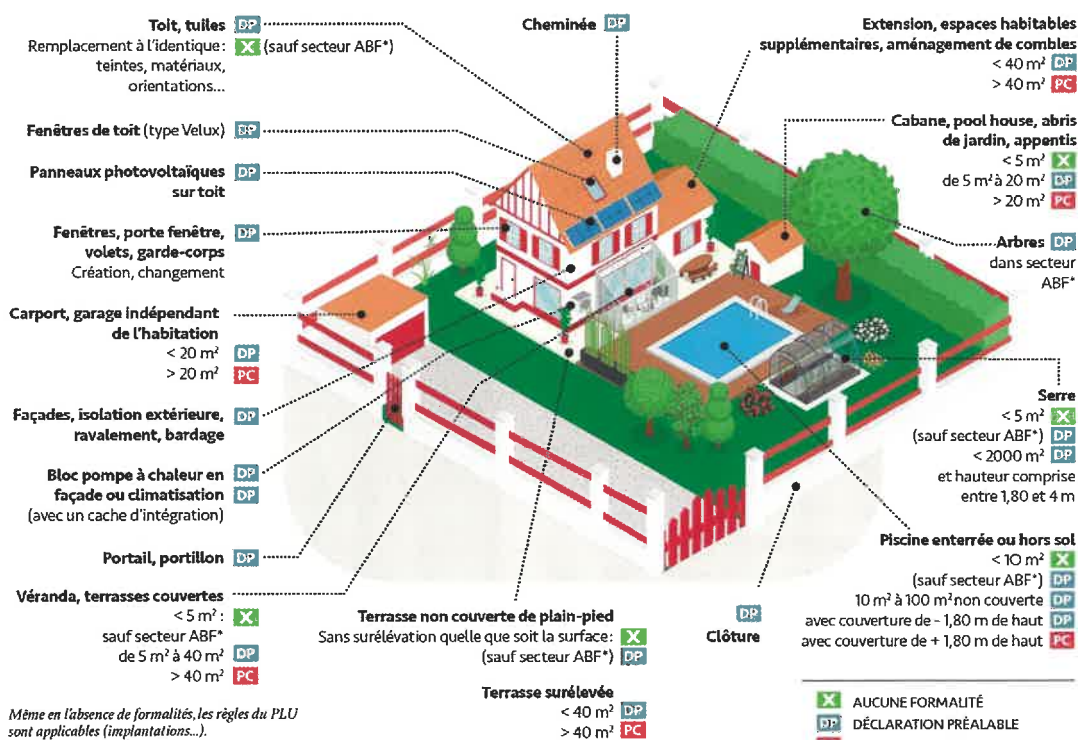 Toit, tuiles DP
Remplacement à l'identique : X (sauf secteur ABF*)
teintes, matériaux,
orientations...
Fenêtres de toit (type Velux) DP
Panneaux photovoltaïques DP
sur toit
Fenêtres, porte fenêtre, DP
volets, garde-corps
Création, changement
Carport, garage indépendant
de l'habitation
< 20 m² DP
> 20 m² PC
Façades, isolation extérieure, DP
ravalement, bardage
Bloc pompe à chaleur en DP
façade ou climatisation DP
(avec un cache d'intégration)
Portail, portillon DP
Véranda, terrasses couvertes
< 5 m² : X
sauf secteur ABF*
de 5 m² à 40 m² DP
> 40 m² PC
Même en l'absence de formalités, les règles du PLU
sont applicables (implantations...).
Cheminée DP
Terrasse non couverte de plain-pied
Sans surélévation quelle que soit la surface : X
(sauf secteur ABF*) DP
Terrasse surélevée
< 40 m² DP
> 40 m² PC
DP
Clôture
Extension, espaces habitables
supplémentaires, aménagement de combles
< 40 m² DP
> 40 m² PC
Cabane, pool house, abris
de jardin, appentis
< 5 m² X
de 5 m² à 20 m² DP
> 20 m² PC
Arbres DP
dans secteur
ABF*
Serre
< 5 m² X
(sauf secteur ABF*) DP
< 2000 m² DP
et hauteur comprise
entre 1,80 et 4 m
Piscine enterrée ou hors sol
< 10 m² X
(sauf secteur ABF*) DP
10 m² à 100 m² non couverte DP
avec couverture de - 1,80 m de haut DP
avec couverture de + 1,80 m de haut PC
X AUCUNE FORMALITÉ
DP DÉCLARATION PRÉALABLE